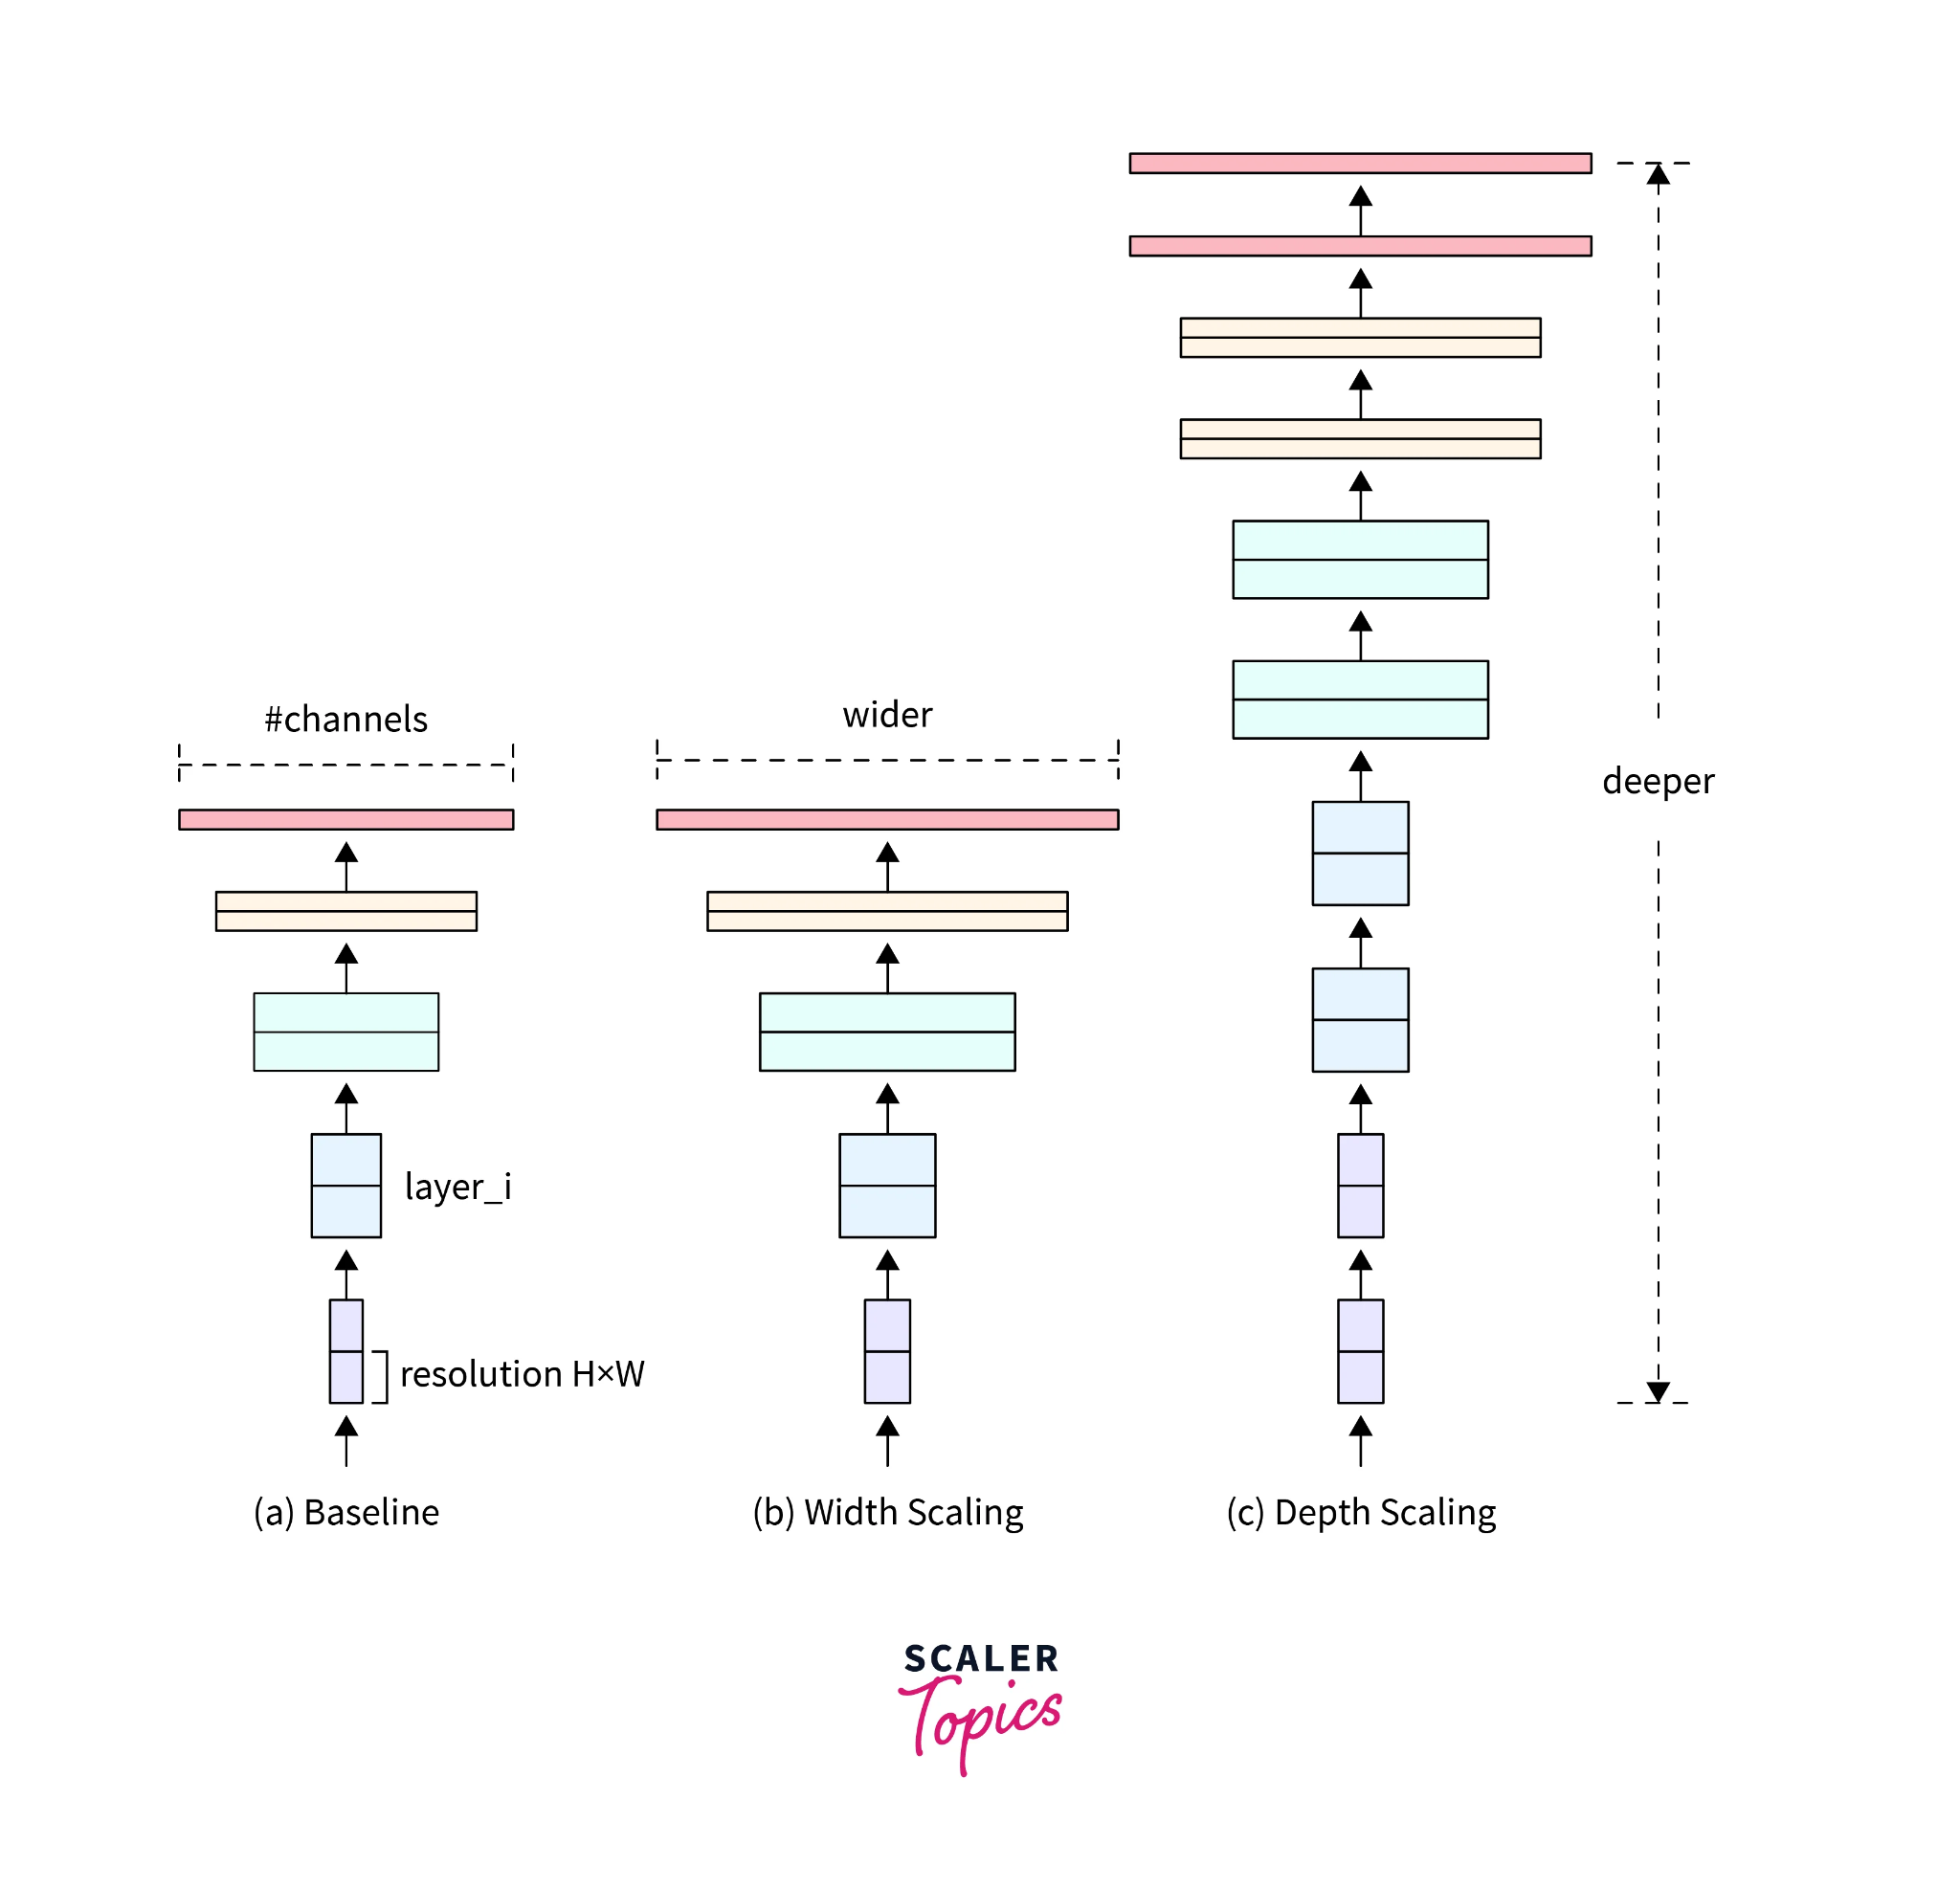 #channels
wider
deeper
layer_i
resolution H×W
(a) Baseline
(b) Width Scaling
(c) Depth Scaling
SCALER
Topics